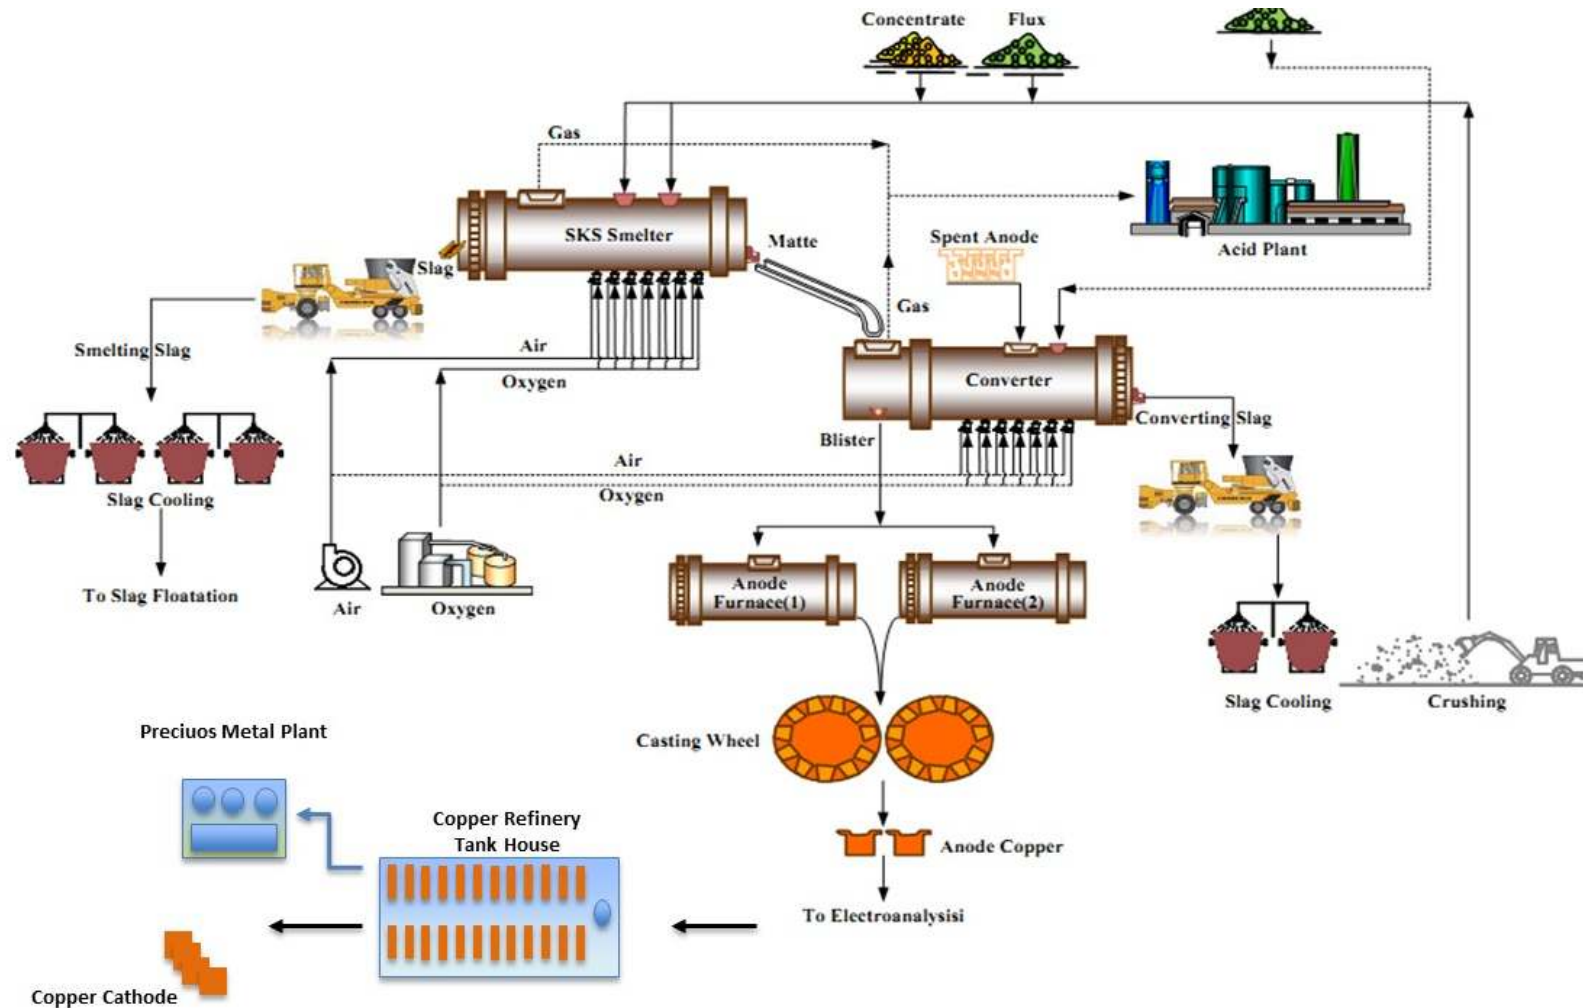 Concentrate
Flux
Gas
SKS Smelter
Matte
Spent Anode
Acid Plant
Slag
Gas
Smelting Slag
Air
Oxygen
Converter
Converting Slag
Blister
Air
Oxygen
Slag Cooling
To Slag Floatation
Air
Oxygen
Anode
Furnace(1)
Anode
Furnace(2)
Slag Cooling
Crushing
Preciuos Metal Plant
Casting Wheel
Copper Refinery
Tank House
Anode Copper
To Electroanalysisi
Copper Cathode